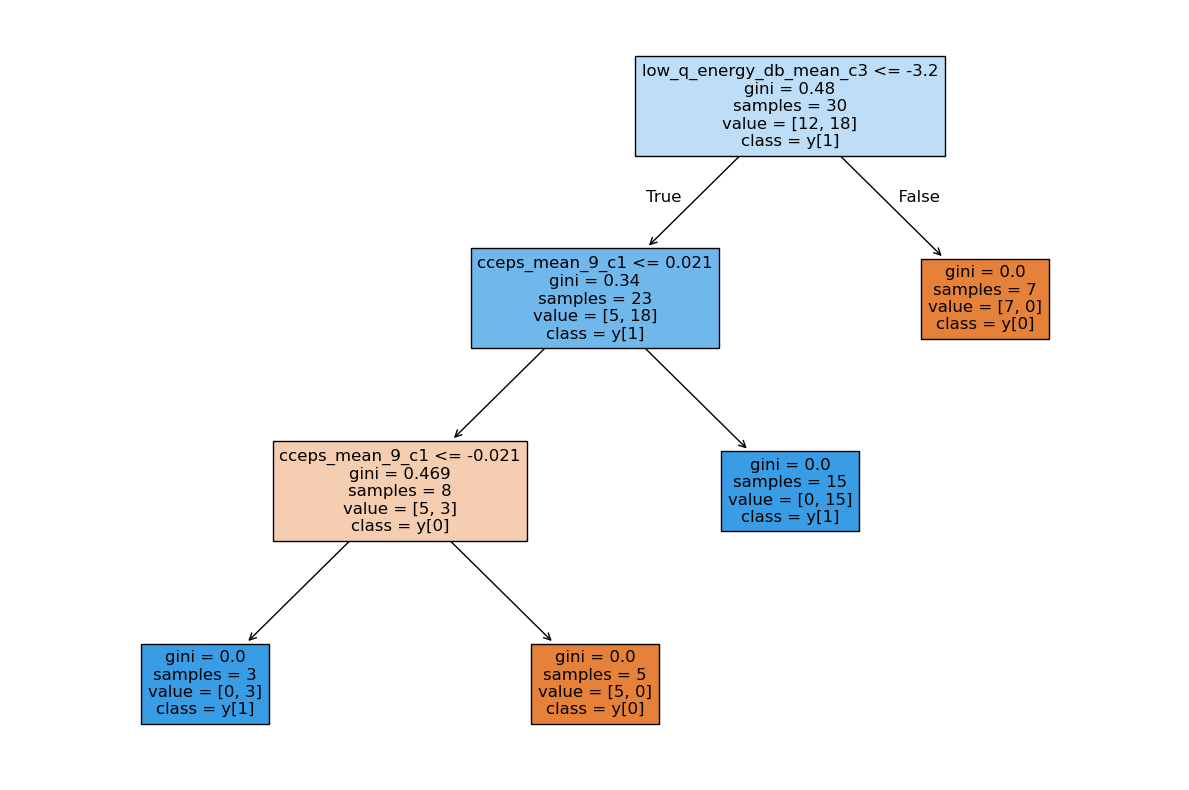 low_q_energy_db_mean_c3 <= -3.2
gini = 0.48
samples = 30
value = [12, 18]
class = y[1]
True
False
cceps_mean_9_c1 <= 0.021
gini = 0.34
samples = 23
value = [5, 18]
class = y[1]
gini = 0.0
samples = 7
value = [7, 0]
class = y[0]
cceps_mean_9_c1 <= -0.021
gini = 0.469
samples = 8
value = [5, 3]
class = y[0]
gini = 0.0
samples = 15
value = [0, 15]
class = y[1]
gini = 0.0
samples = 3
value = [0, 3]
class = y[1]
gini = 0.0
samples = 5
value = [5, 0]
class = y[0]